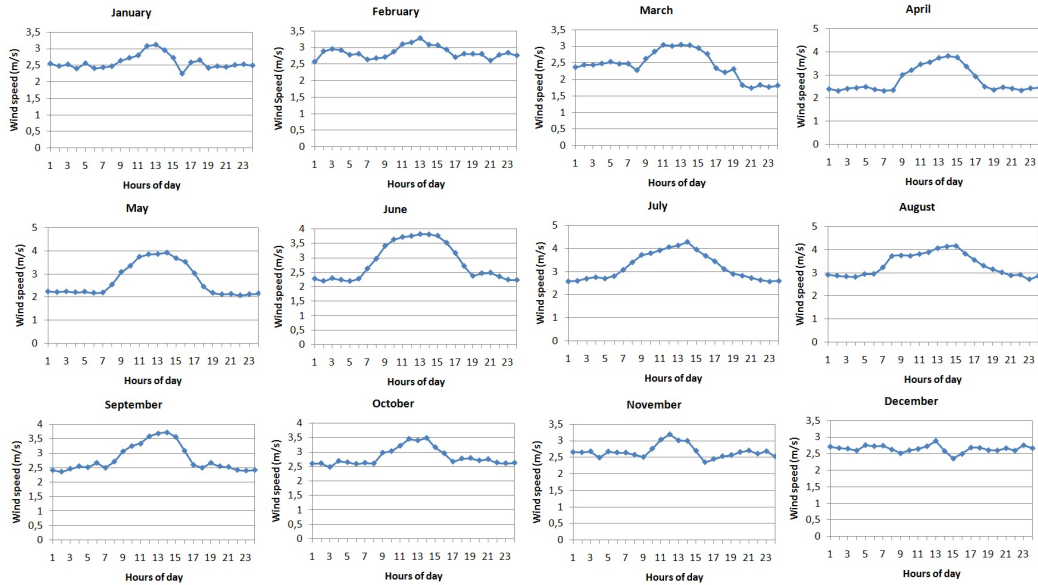 January
Wind speed (m/s)
3,5
3
2,5
2
1,5
1
0,5
0
1 3 5 7 9 11 13 15 17 19 21 23
Hours of day
February
Wind Speed (m/s)
3,5
3
2,5
2
1,5
1
0,5
0
1 3 5 7 9 11 13 15 17 19 21 23
Hours of day
March
Wind speed (m/s)
3,5
3
2,5
2
1,5
1
0,5
0
1 3 5 7 9 11 13 15 17 19 21 23
Hours of day
April
Wind speed (m/s)
5
4
3
2
1
0
1 3 5 7 9 11 13 15 17 19 21 23
Hours of day
May
Wind speed (m/s)
5
4
3
2
1
0
1 3 5 7 9 11 13 15 17 19 21 23
Hours of day
June
Wind speed (m/s)
4
3,5
3
2,5
2
1,5
1
0,5
0
1 3 5 7 9 11 13 15 17 19 21 23
Hours of day
July
Wind speed (m/s)
5
4
3
2
1
0
1 3 5 7 9 11 13 15 17 19 21 23
Hours of day
August
Wind speed (m/s)
5
4
3
2
1
0
1 3 5 7 9 11 13 15 17 19 21 23
Hours of day
September
Wind speed (m/s)
4
3,5
3
2,5
2
1,5
1
0,5
0
1 3 5 7 9 11 13 15 17 19 21 23
Hours of day
October
Wind speed (m/s)
4
3,5
3
2,5
2
1,5
1
0,5
0
1 3 5 7 9 11 13 15 17 19 21 23
Hours of day
November
Wind speed (m/s)
3,5
3
2,5
2
1,5
1
0,5
0
1 3 5 7 9 11 13 15 17 19 21 23
Hours of day
December
Wind speed (m/s)
3,5
3
2,5
2
1,5
1
0,5
0
1 3 5 7 9 11 13 15 17 19 21 23
Hours of day